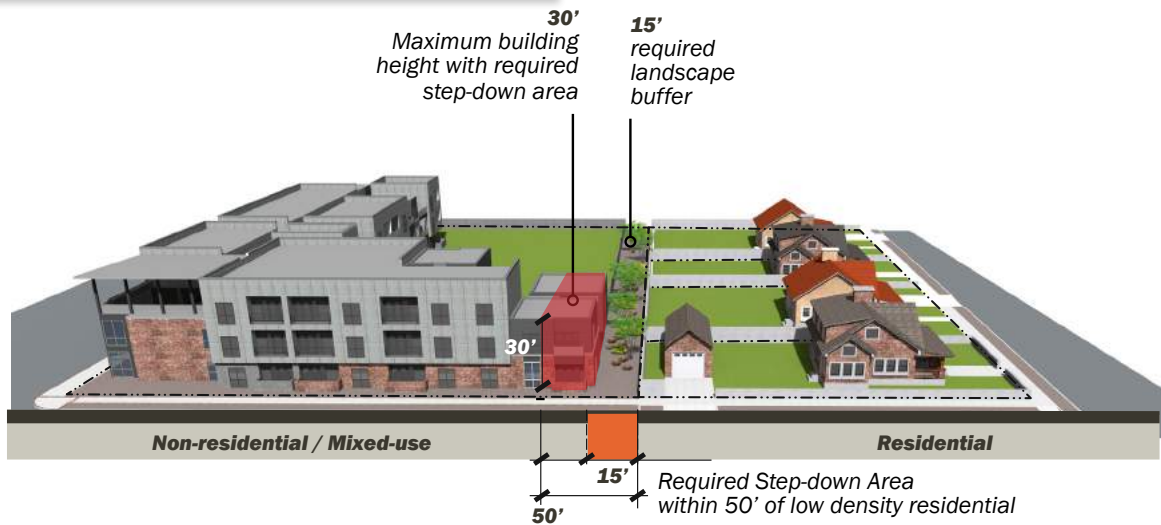 30’
Maximum building
height with required
step-down area
15’
required
landscape
buffer
30’
Non-residential / Mixed-use
Residential
15’
50’
Required Step-down Area
within 50’ of low density residential